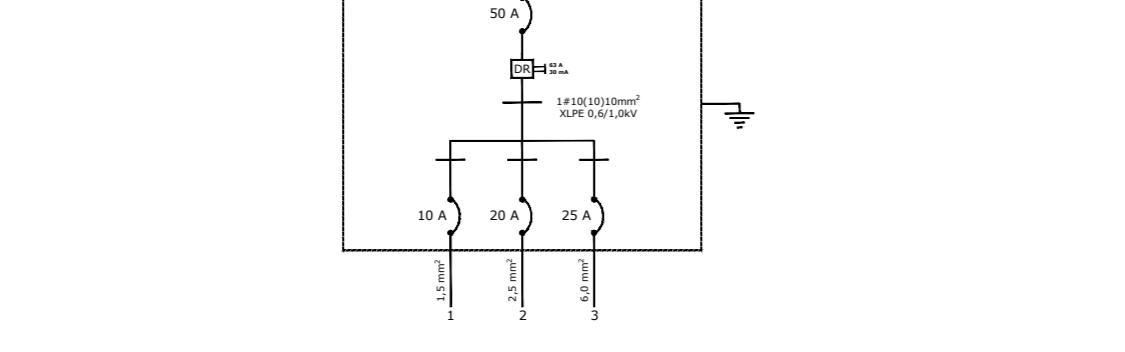 50 A
DR
63 A
30 mA
1#10(10)10mm²
XLPE 0,6/1,0kV
10 A
20 A
25 A
1,5 mm²
2,5 mm²
6,0 mm²
1
2
3